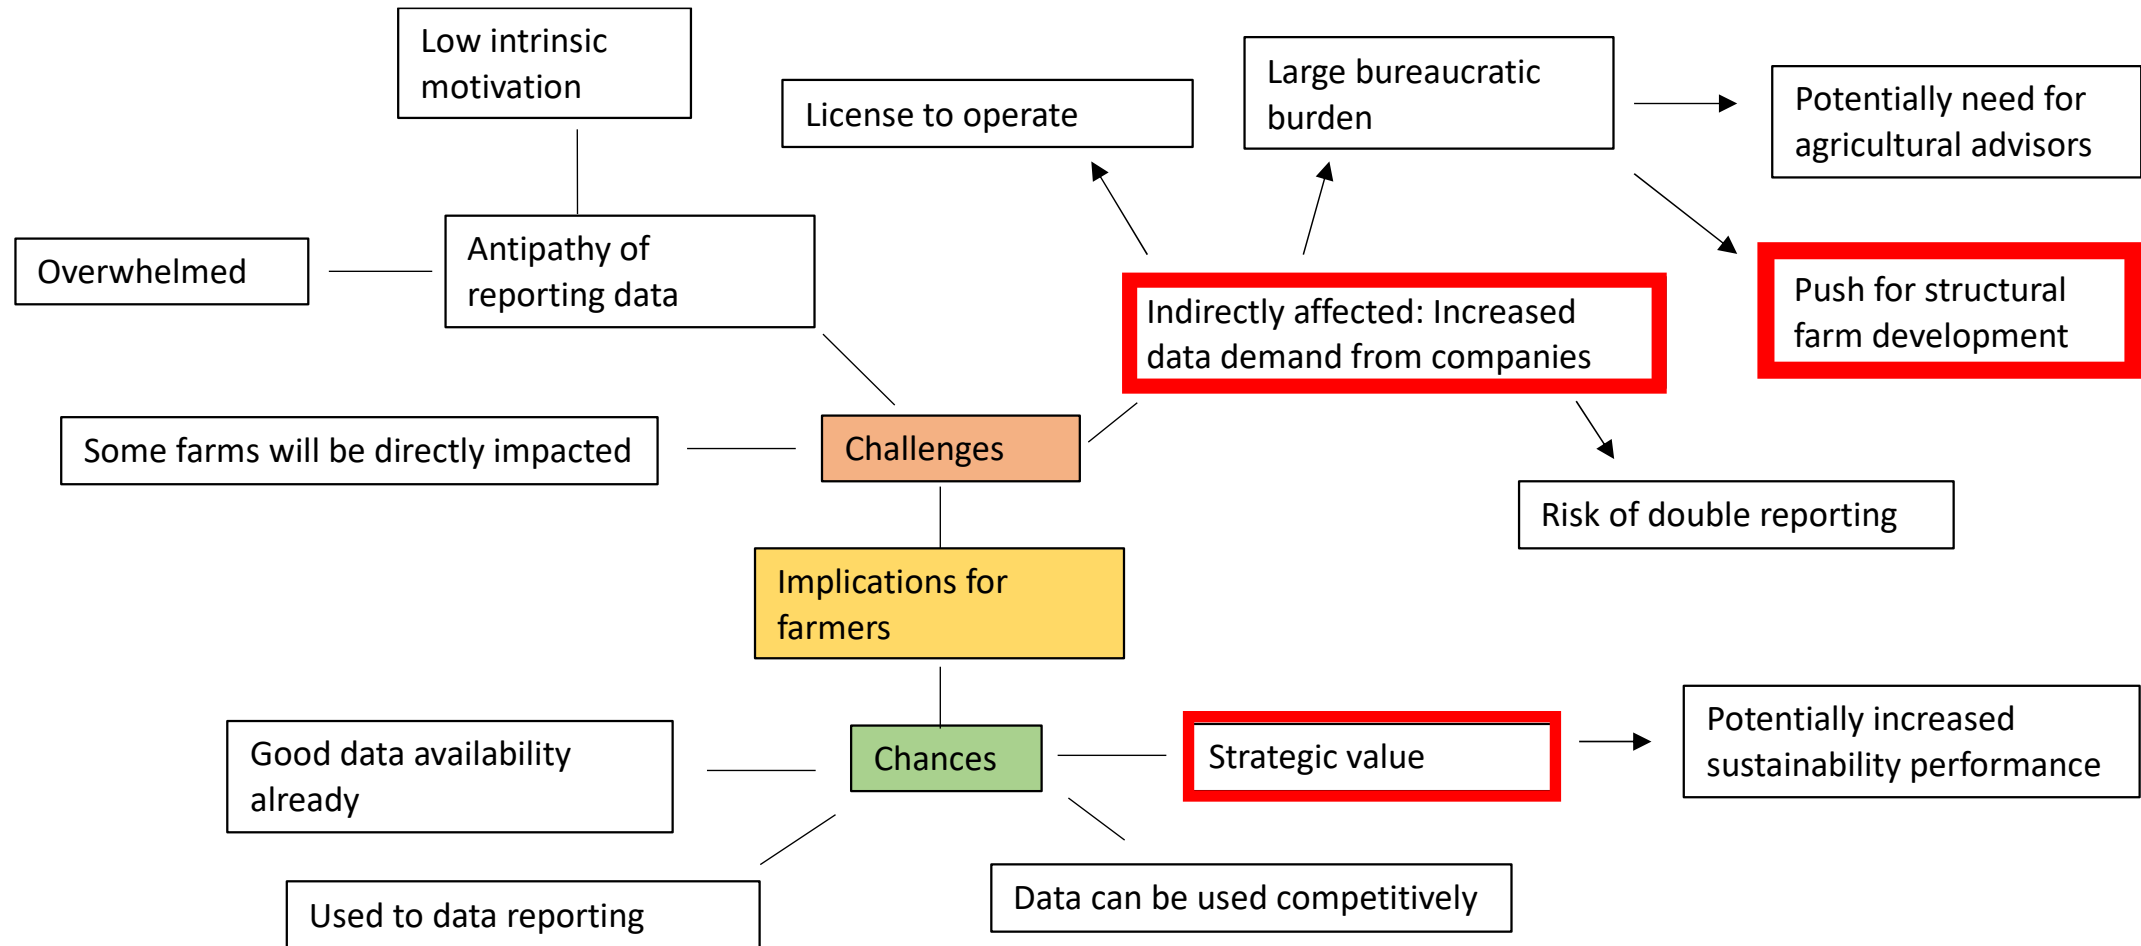 Low intrinsic
motivation
License to operate
Large bureaucratic
burden
Potentially need for
agricultural advisors
Overwhelmed
Antipathy of
reporting data
Indirectly affected: Increased
data demand from companies
Push for structural
farm development
Some farms will be directly impacted
Challenges
Risk of double reporting
Implications for
farmers
Good data availability
already
Chances
Strategic value
Potentially increased
sustainability performance
Used to data reporting
Data can be used competitively